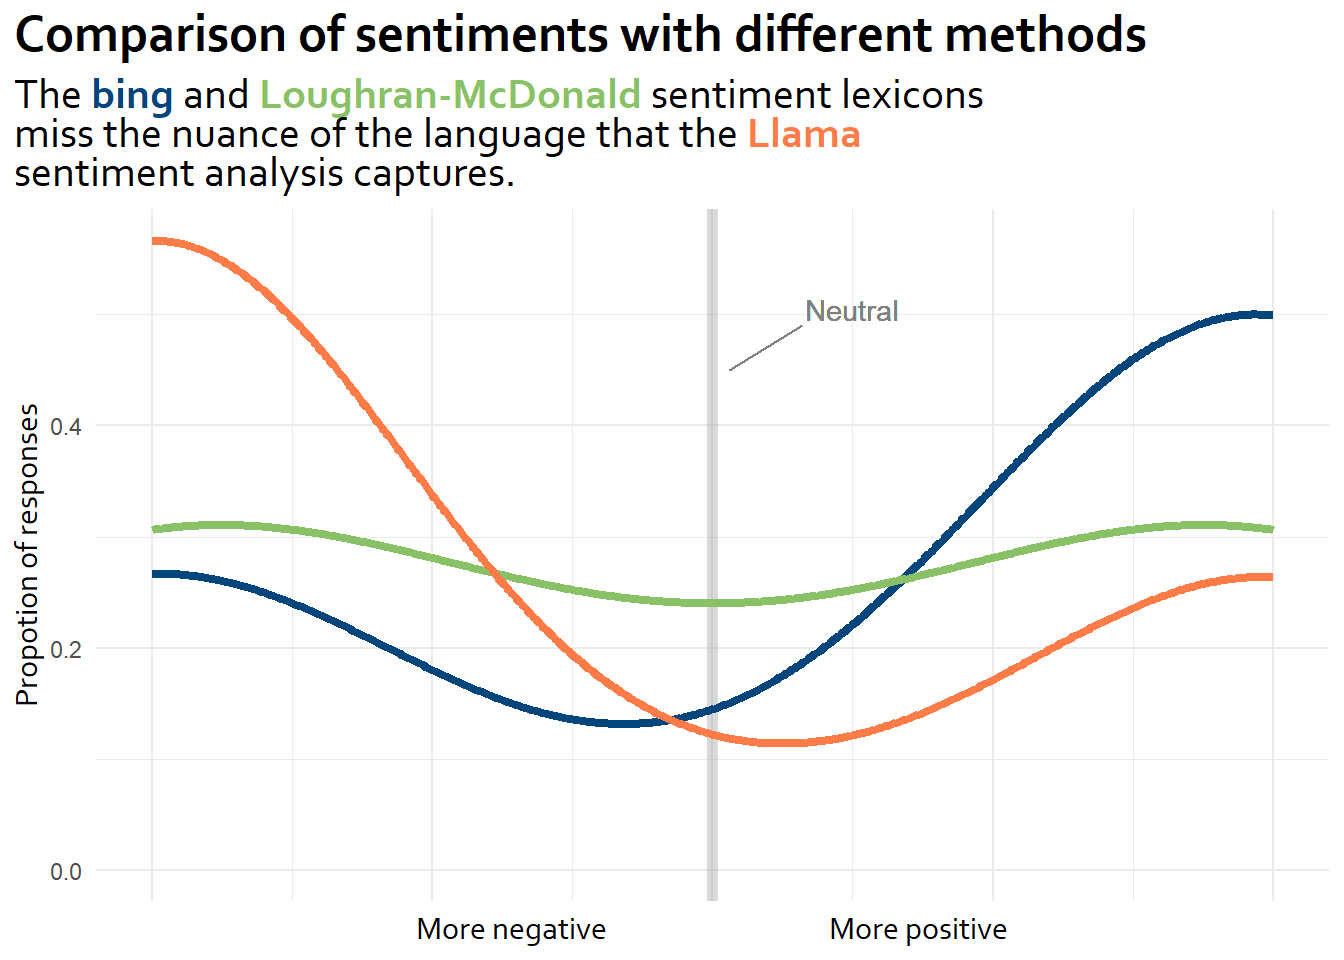 Comparison of sentiments with different methods
The bing and Loughran-McDonald sentiment lexicons
miss the nuance of the language that the Llama
sentiment analysis captures.
Neutral
Propotion of responses
0.4
0.2
0.0
More negative
More positive